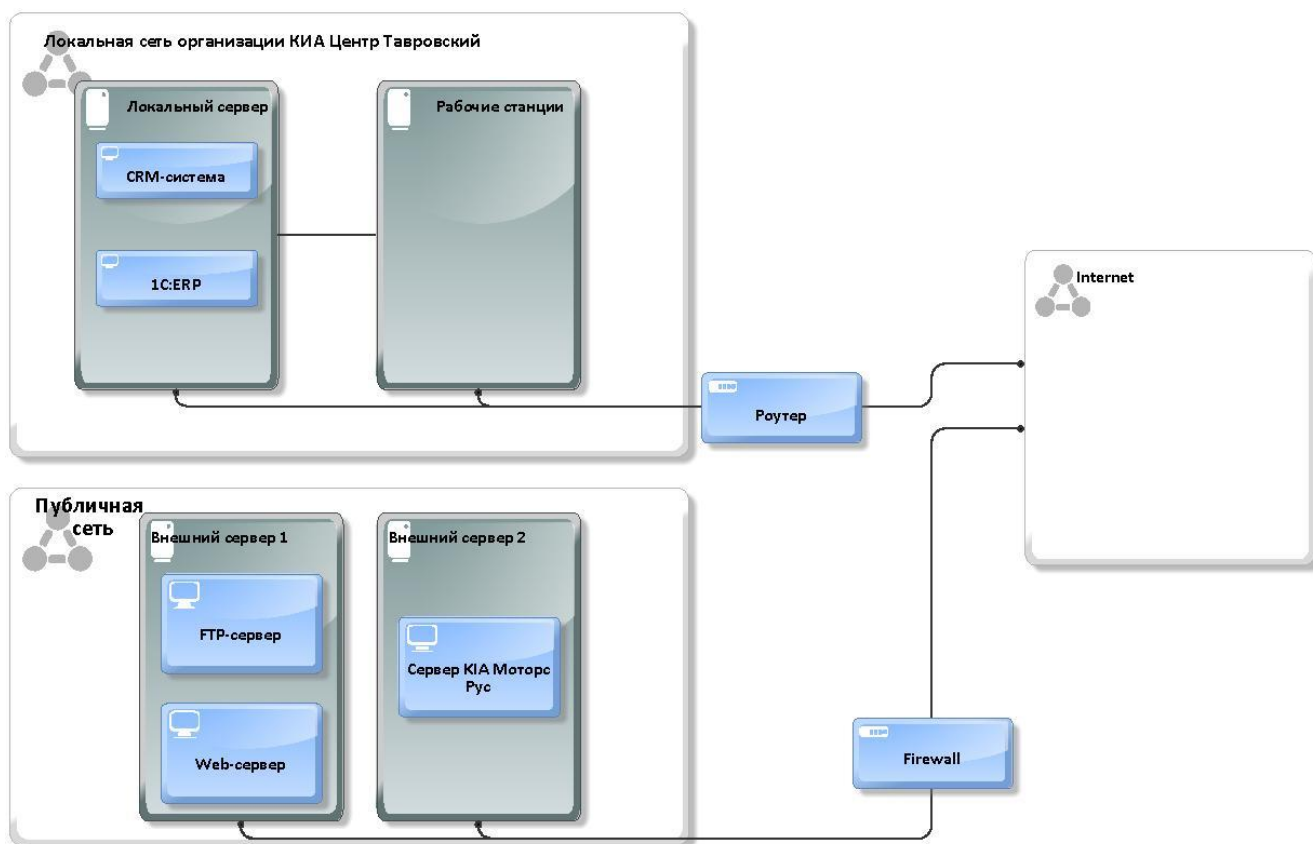 Локальная сеть организации КИА Центр Тавровский
Локальный сервер
Рабочие станции
CRM-система
1С:ERP
Internet
Роутер
Публичная
сеть
Внешний сервер 1
Внешний сервер 2
FTP-сервер
Сервер KIA Моторс
Рус
Web-сервер
Firewall